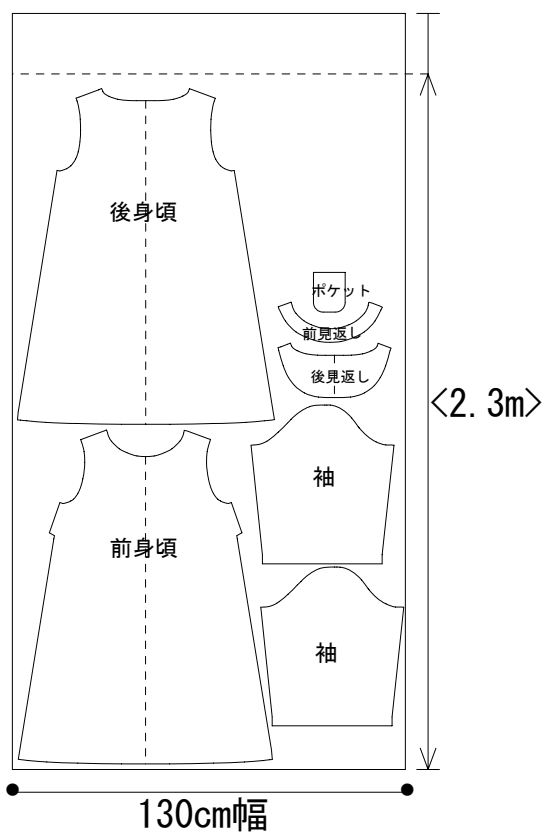 後身頃
ポケット
前見返し
後見返し
<2.3m>
袖
前身頃
袖
130cm幅